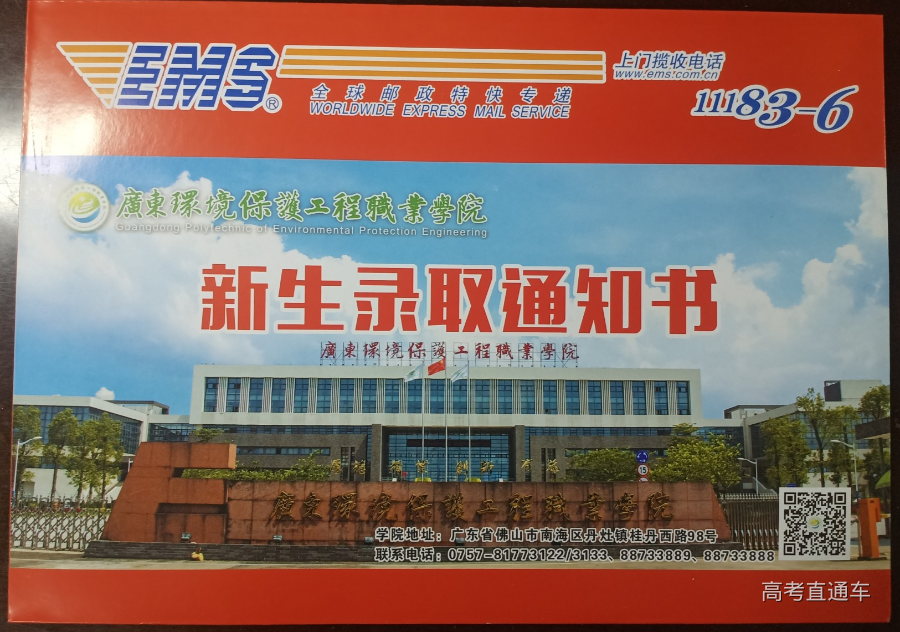 EMS®
全球邮政特快专递
WORLDWIDE EXPRESS MAIL SERVICE
上门揽收电话
www.ems.com.cn
11183-6
廣東環境保護工程職業學院
Guangdong Polytechnic of Environmental Protection Engineering
新生录取通知书
廣東環境保護工程職業學院
15
廣東環境保護工程職業學院
学院地址：广东省佛山市南海区丹灶镇桂丹西路98号
联系电话：0757-81773122/3133、88733889、88733888
高考直通车